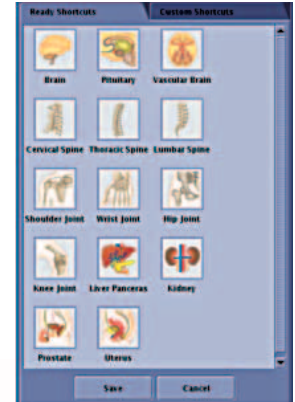 Ready Shortcuts Custom Shortcuts
Brain Pituitary Vascular Brain
Cervical Spine Thoracic Spine Lumbar Spine
Shoulder Joint Wrist Joint Hip Joint
Knee Joint Liver Panceras Kidney
Prostate Uterus
Save Cancel